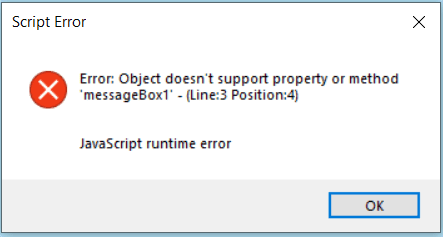 Script Error
Error: Object doesn't support property or method
'messageBox1' - (Line:3 Position:4)
JavaScript runtime error
OK